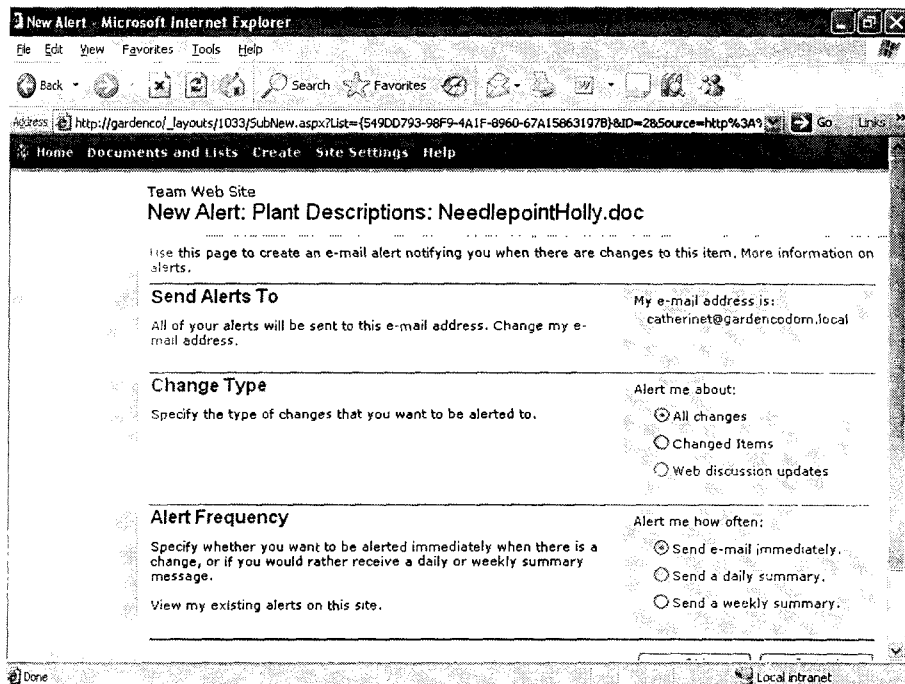 New Alert - Microsoft Internet Explorer
File Edit View Favorites Tools Help
Back Search Favorites
Address http://gardenco/_layouts/1033/SubNew.aspx?List={549DD793-98F9-4A1F-8960-67A15863197B}&ID=2&Source=http%3A% Go Links »
Home Documents and Lists Create Site Settings Help
Team Web Site
New Alert: Plant Descriptions: NeedlepointHolly.doc
Use this page to create an e-mail alert notifying you when there are changes to this item. More information on
alerts.
Send Alerts To
My e-mail address is:
All of your alerts will be sent to this e-mail address. Change my e-
mail address.
catherinet@gardencodom.local
Change Type
Alert me about:
Specify the type of changes that you want to be alerted to.
All changes
Changed Items
Web discussion updates
Alert Frequency
Alert me how often:
Specify whether you want to be alerted immediately when there is a
change, or if you would rather receive a daily or weekly summary
message.
Send e-mail immediately.
Send a daily summary.
View my existing alerts on this site.
Send a weekly summary.
Done
Local intranet